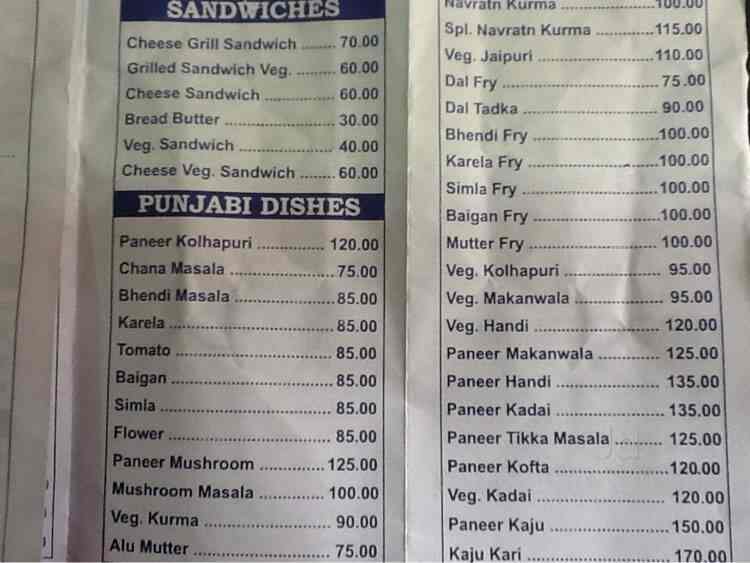 SANDWICHES
Cheese Grill Sandwich ........ 70.00
Grilled Sandwich Veg. ........ 60.00
Cheese Sandwich ........ 60.00
Bread Butter ........ 30.00
Veg. Sandwich ........ 40.00
Cheese Veg. Sandwich ........ 60.00
PUNJABI DISHES
Paneer Kolhapuri ........ 120.00
Chana Masala ........ 75.00
Bhendi Masala ........ 85.00
Karela ........ 85.00
Tomato ........ 85.00
Baigan ........ 85.00
Simla ........ 85.00
Flower ........ 85.00
Paneer Mushroom ........ 125.00
Mushroom Masala ........ 100.00
Veg. Kurma ........ 90.00
Alu Mutter ........ 75.00
Navratn Kurma ........ 100.00
Spl. Navratn Kurma ........ 115.00
Veg. Jaipuri ........ 110.00
Dal Fry ........ 75.00
Dal Tadka ........ 90.00
Bhendi Fry ........ 100.00
Karela Fry ........ 100.00
Simla Fry ........ 100.00
Baigan Fry ........ 100.00
Mutter Fry ........ 100.00
Veg. Kolhapuri ........ 95.00
Veg. Makanwala ........ 95.00
Veg. Handi ........ 120.00
Paneer Makanwala ........ 125.00
Paneer Handi ........ 135.00
Paneer Kadai ........ 135.00
Paneer Tikka Masala ........ 125.00
Paneer Kofta ........ 120.00
Veg. Kadai ........ 120.00
Paneer Kaju ........ 150.00
Kaju Kari ........ 170.00